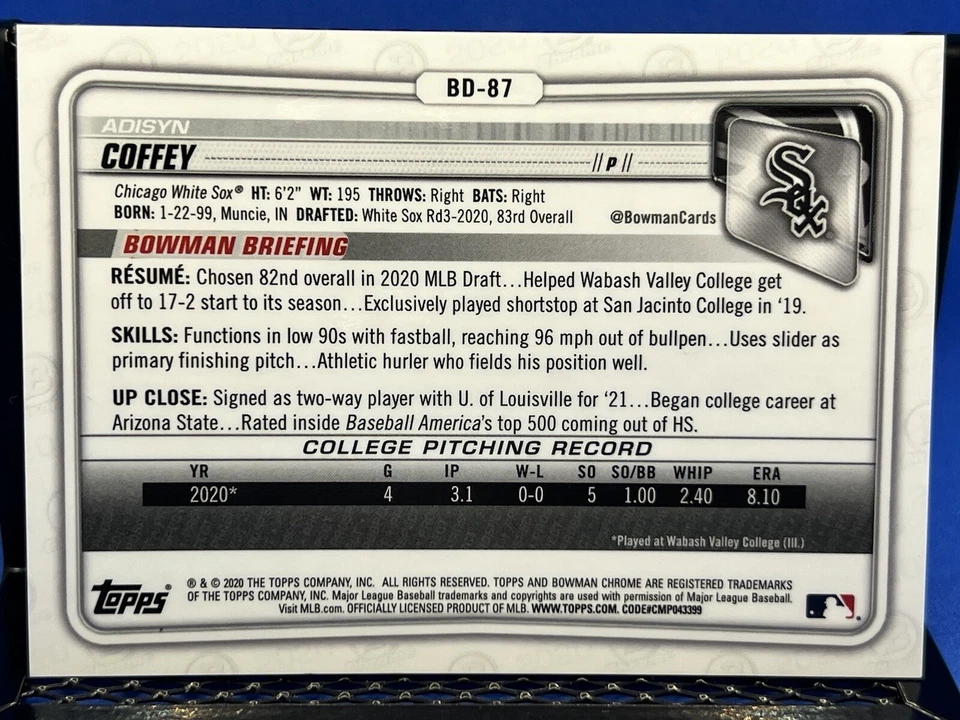 BD-87
ADISYN
COFFEY // P //
Sox
Chicago White Sox® HT: 6'2" WT: 195 THROWS: Right BATS: Right
BORN: 1-22-99, Muncie, IN DRAFTED: White Sox Rd3-2020, 83rd Overall @BowmanCards
BOWMAN BRIEFING
RÉSUMÉ: Chosen 82nd overall in 2020 MLB Draft...Helped Wabash Valley College get
off to 17-2 start to its season...Exclusively played shortstop at San Jacinto College in '19.
SKILLS: Functions in low 90s with fastball, reaching 96 mph out of bullpen...Uses slider as
primary finishing pitch...Athletic hurler who fields his position well.
UP CLOSE: Signed as two-way player with U. of Louisville for '21...Began college career at
Arizona State...Rated inside Baseball America's top 500 coming out of HS.
COLLEGE PITCHING RECORD
YR G IP W-L SO SO/BB WHIP ERA
2020* 4 3.1 0-0 5 1.00 2.40 8.10
*Played at Wabash Valley College (Ill.)
Topps®
® & © 2020 THE TOPPS COMPANY, INC. ALL RIGHTS RESERVED. TOPPS AND BOWMAN CHROME ARE REGISTERED TRADEMARKS
OF THE TOPPS COMPANY, INC. Major League Baseball trademarks and copyrights are used with permission of Major League Baseball.
Visit MLB.com. OFFICIALLY LICENSED PRODUCT OF MLB. WWW.TOPPS.COM. CODE#CMP043399